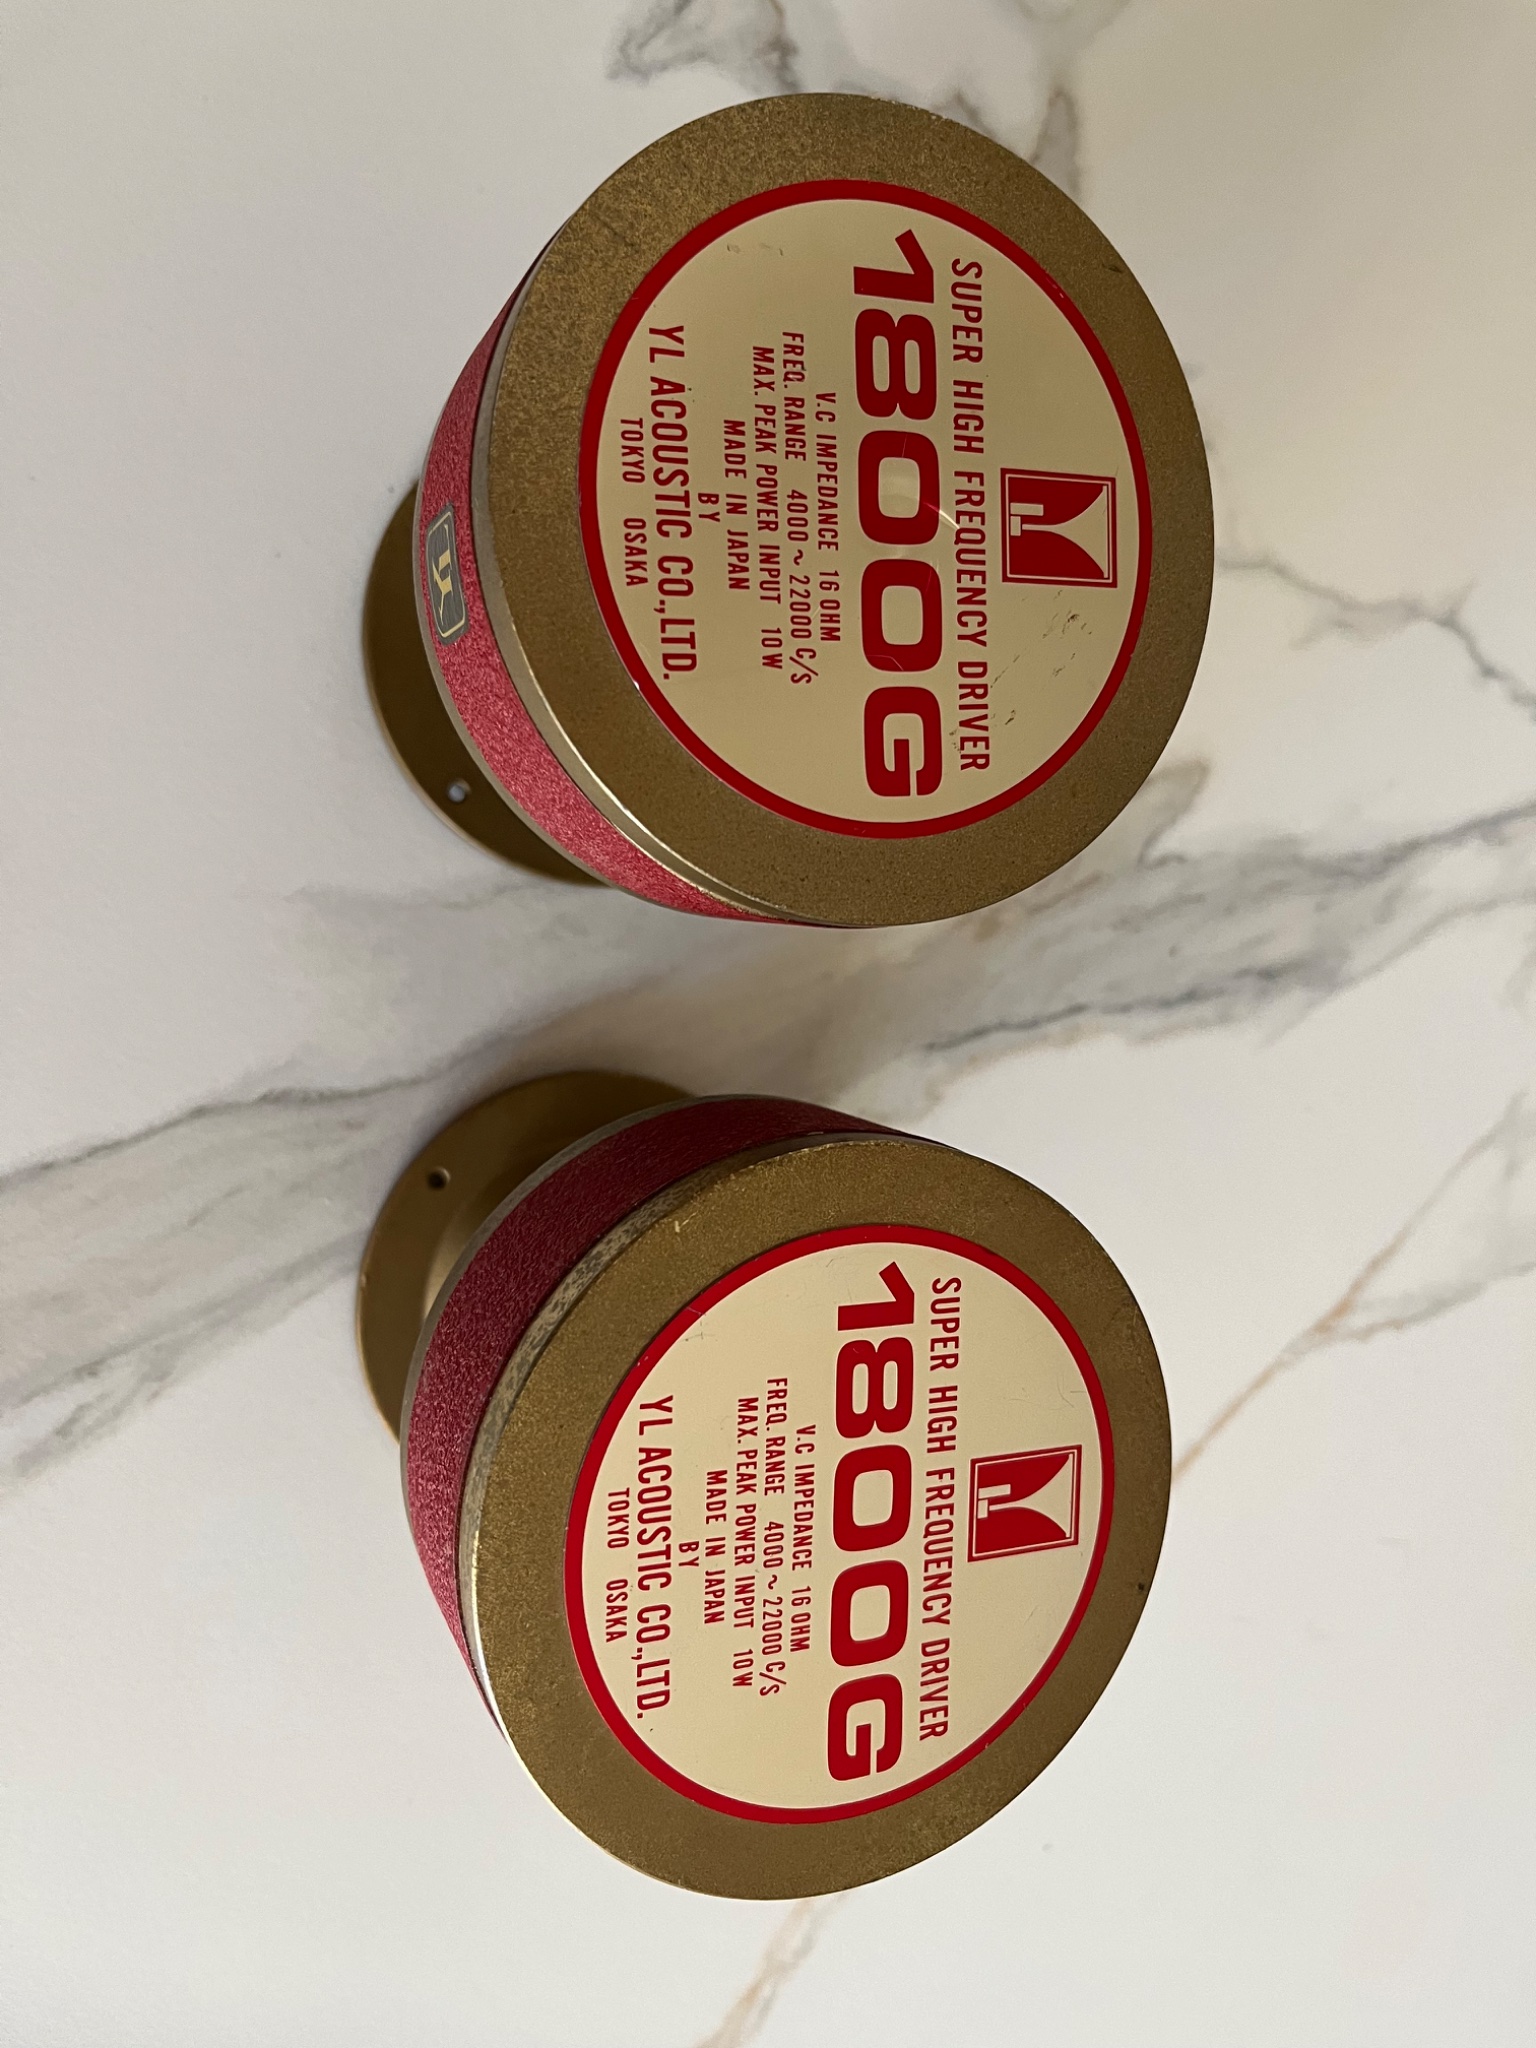 SUPER HIGH FREQUENCY DRIVER
1800G
V.C IMPEDANCE 16 OHM
FREQ. RANGE 4000~22000 C/S
MAX. PEAK POWER INPUT 10W
MADE IN JAPAN
BY
YL ACOUSTIC CO.,LTD.
TOKYO OSAKA
YL
SUPER HIGH FREQUENCY DRIVER
1800G
V.C IMPEDANCE 16 OHM
FREQ. RANGE 4000~22000 C/S
MAX. PEAK POWER INPUT 10W
MADE IN JAPAN
BY
YL ACOUSTIC CO.,LTD.
TOKYO OSAKA